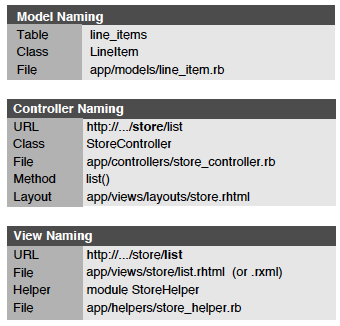 Model Naming
Table line_items
Class LineItem
File app/models/line_item.rb
Controller Naming
URL http://.../store/list
Class StoreController
File app/controllers/store_controller.rb
Method list()
Layout app/views/layouts/store.rhtml
View Naming
URL http://.../store/list
File app/views/store/list.rhtml (or .rxml)
Helper module StoreHelper
File app/helpers/store_helper.rb